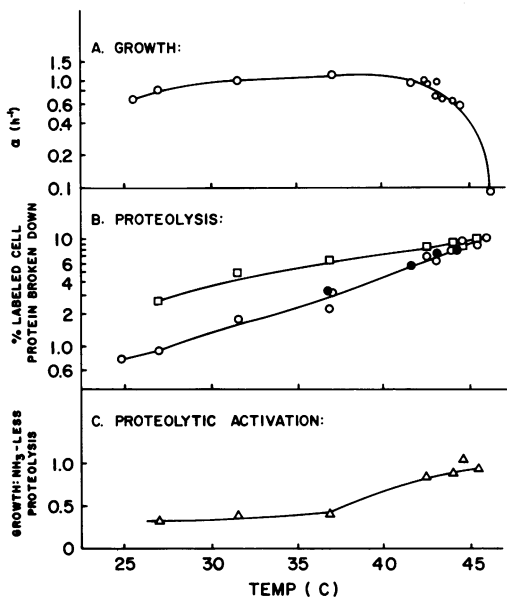 A. GROWTH:
1.5
1.0
0.6
0.4
0.2
0.1
α (h⁻¹)
B. PROTEOLYSIS:
10
6
4
2
1.0
0.6
% LABELED CELL
PROTEIN BROKEN DOWN
C. PROTEOLYTIC ACTIVATION:
1.0
0.5
0
GROWTH: NH₃-LESS
PROTEOLYSIS
25 30 35 40 45
TEMP ( C )